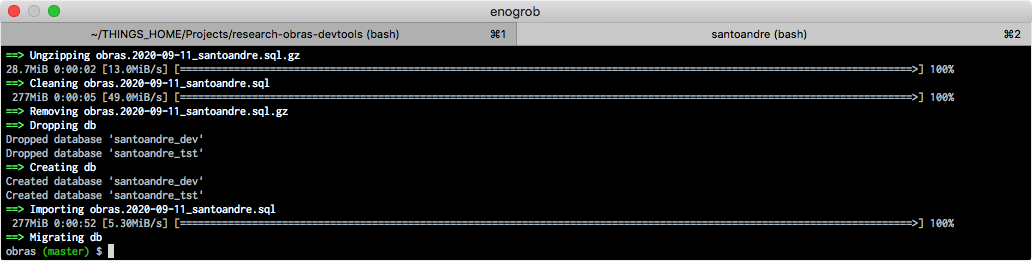 enogrob
~/THINGS_HOME/Projects/research-obras-devtools (bash) ⌘1 santoandre (bash) ⌘2
==> Ungzipping obras.2020-09-11_santoandre.sql.gz
28.7MiB 0:00:02 [13.0MiB/s] [================================================================================>] 100%
==> Cleaning obras.2020-09-11_santoandre.sql
 277MiB 0:00:05 [49.0MiB/s] [================================================================================>] 100%
==> Removing obras.2020-09-11_santoandre.sql.gz
==> Dropping db
Dropped database 'santoandre_dev'
Dropped database 'santoandre_tst'
==> Creating db
Created database 'santoandre_dev'
Created database 'santoandre_tst'
==> Importing obras.2020-09-11_santoandre.sql
 277MiB 0:00:52 [5.30MiB/s] [================================================================================>] 100%
==> Migrating db
obras (master) $